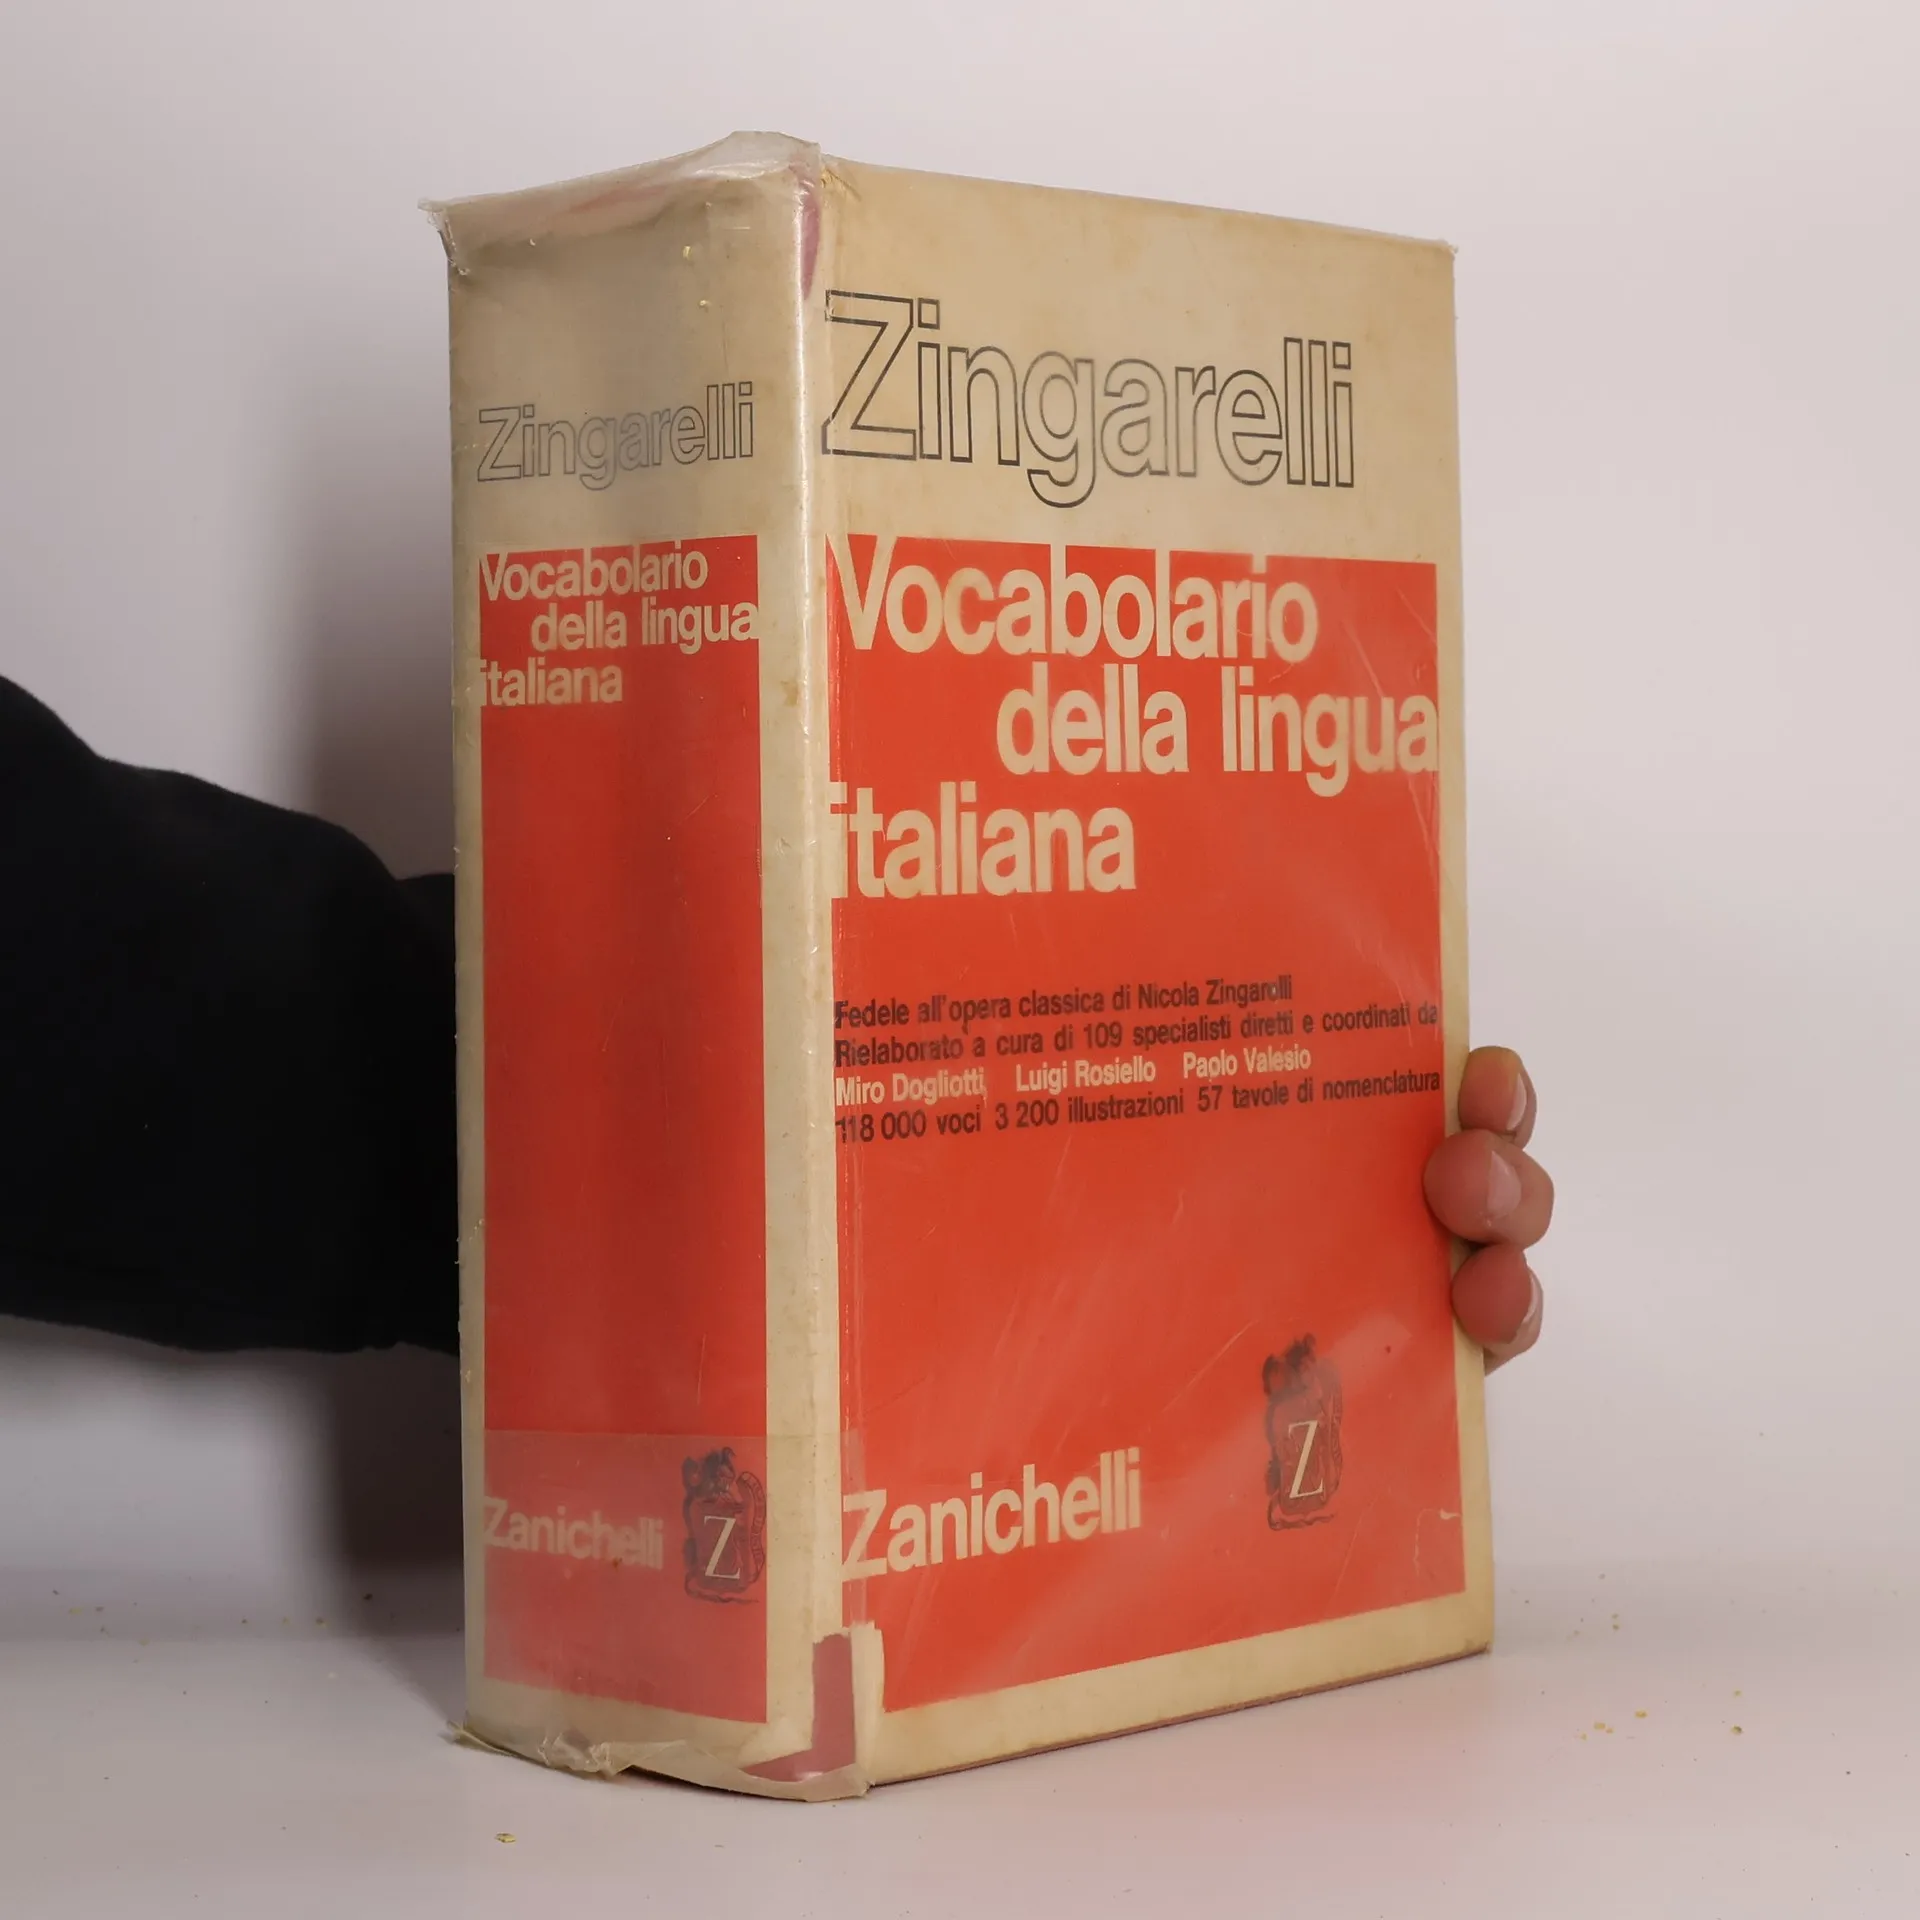 Zingarelli
Vocabolario
della lingua
italiana
Zanichelli
Z
Zingarelli
Vocabolario
della lingua
italiana
Fedele all'opera classica di Nicola Zingarelli
Rielaborato a cura di 109 specialisti diretti e coordinati da
Miro Dogliotti Luigi Rosiello Paolo Valesio
118 000 voci 3 200 illustrazioni 57 tavole di nomenclatura
Zanichelli
Z